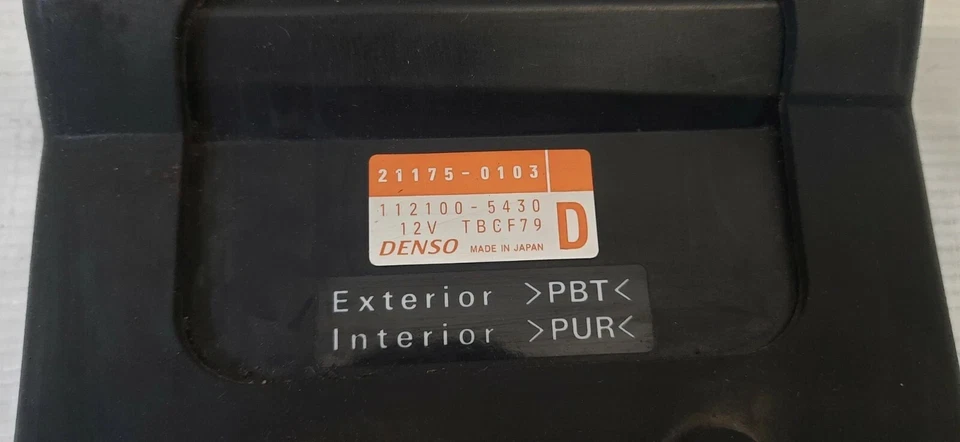 21175-0103
112100-5430
12V TBCF79
D
DENSO MADE IN JAPAN
Exterior >PBT<
Interior >PUR<